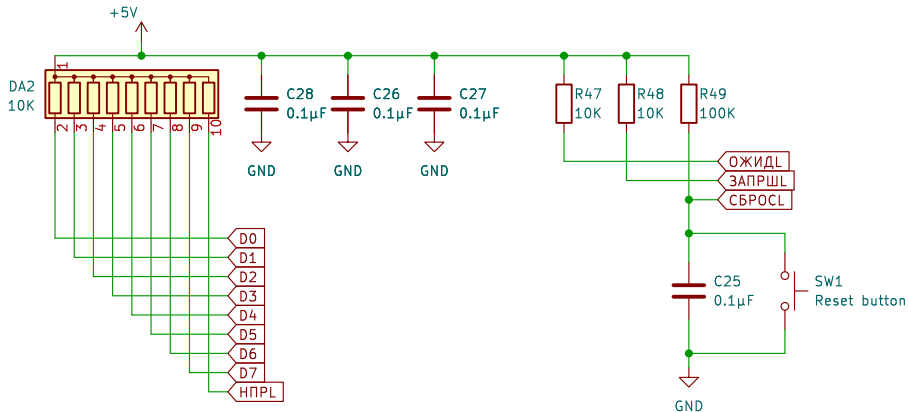 +5V
DA2
10K
1
2
3
4
5
6
7
8
9
10
C28
0.1µF
GND
C26
0.1µF
GND
C27
0.1µF
GND
R47
10K
R48
10K
R49
100K
ОЖИДL
ЗАПРШL
СБРОСL
D0
D1
D2
D3
D4
D5
D6
D7
НПРL
C25
0.1µF
SW1
Reset button
GND